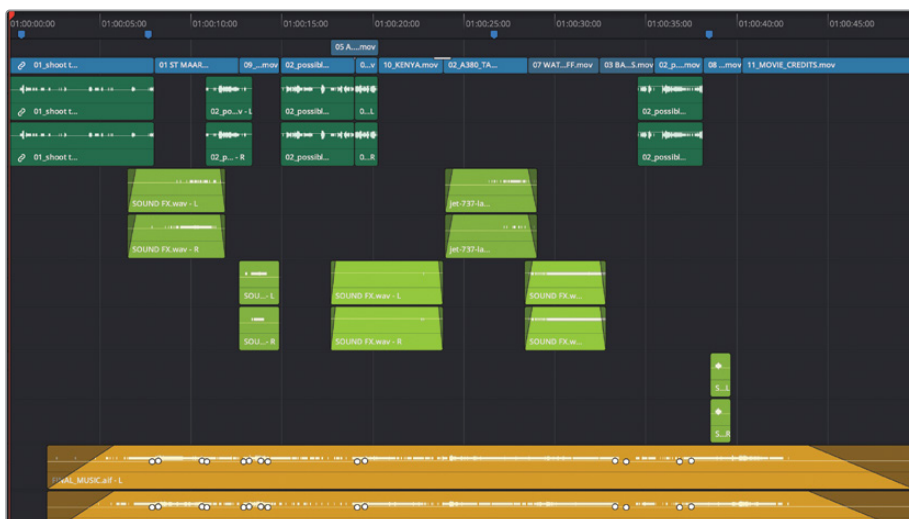 01:00:00:00 01:00:05:00 01:00:10:00 01:00:15:00 01:00:20:00 01:00:25:00 01:00:30:00 01:00:35:00 01:00:40:00 01:00:45:00
05 A....mov
01_shoot t... 01 ST MAAR... 09_...mov 02_possibl... 0...v 10_KENYA.mov 02_A380_TA... 07 WAT...FF.mov 03 BA...S.mov 02_p....mov 08 ...mov 11_MOVIE_CREDITS.mov
01_shoot t... 02_po...v - L 02_possibl... 0...L 02_possibl...
01_shoot t... 02_p... - R 02_possibl... 0...R 02_possibl...
SOUND FX.wav - L jet-737-la...
SOUND FX.wav - R jet-737-la...
SOU...- L SOUND FX.wav - L SOUND FX.w...
SOU...- R SOUND FX.wav - R SOUND FX.w...
S...L
S...R
FINAL_MUSIC.aif - L